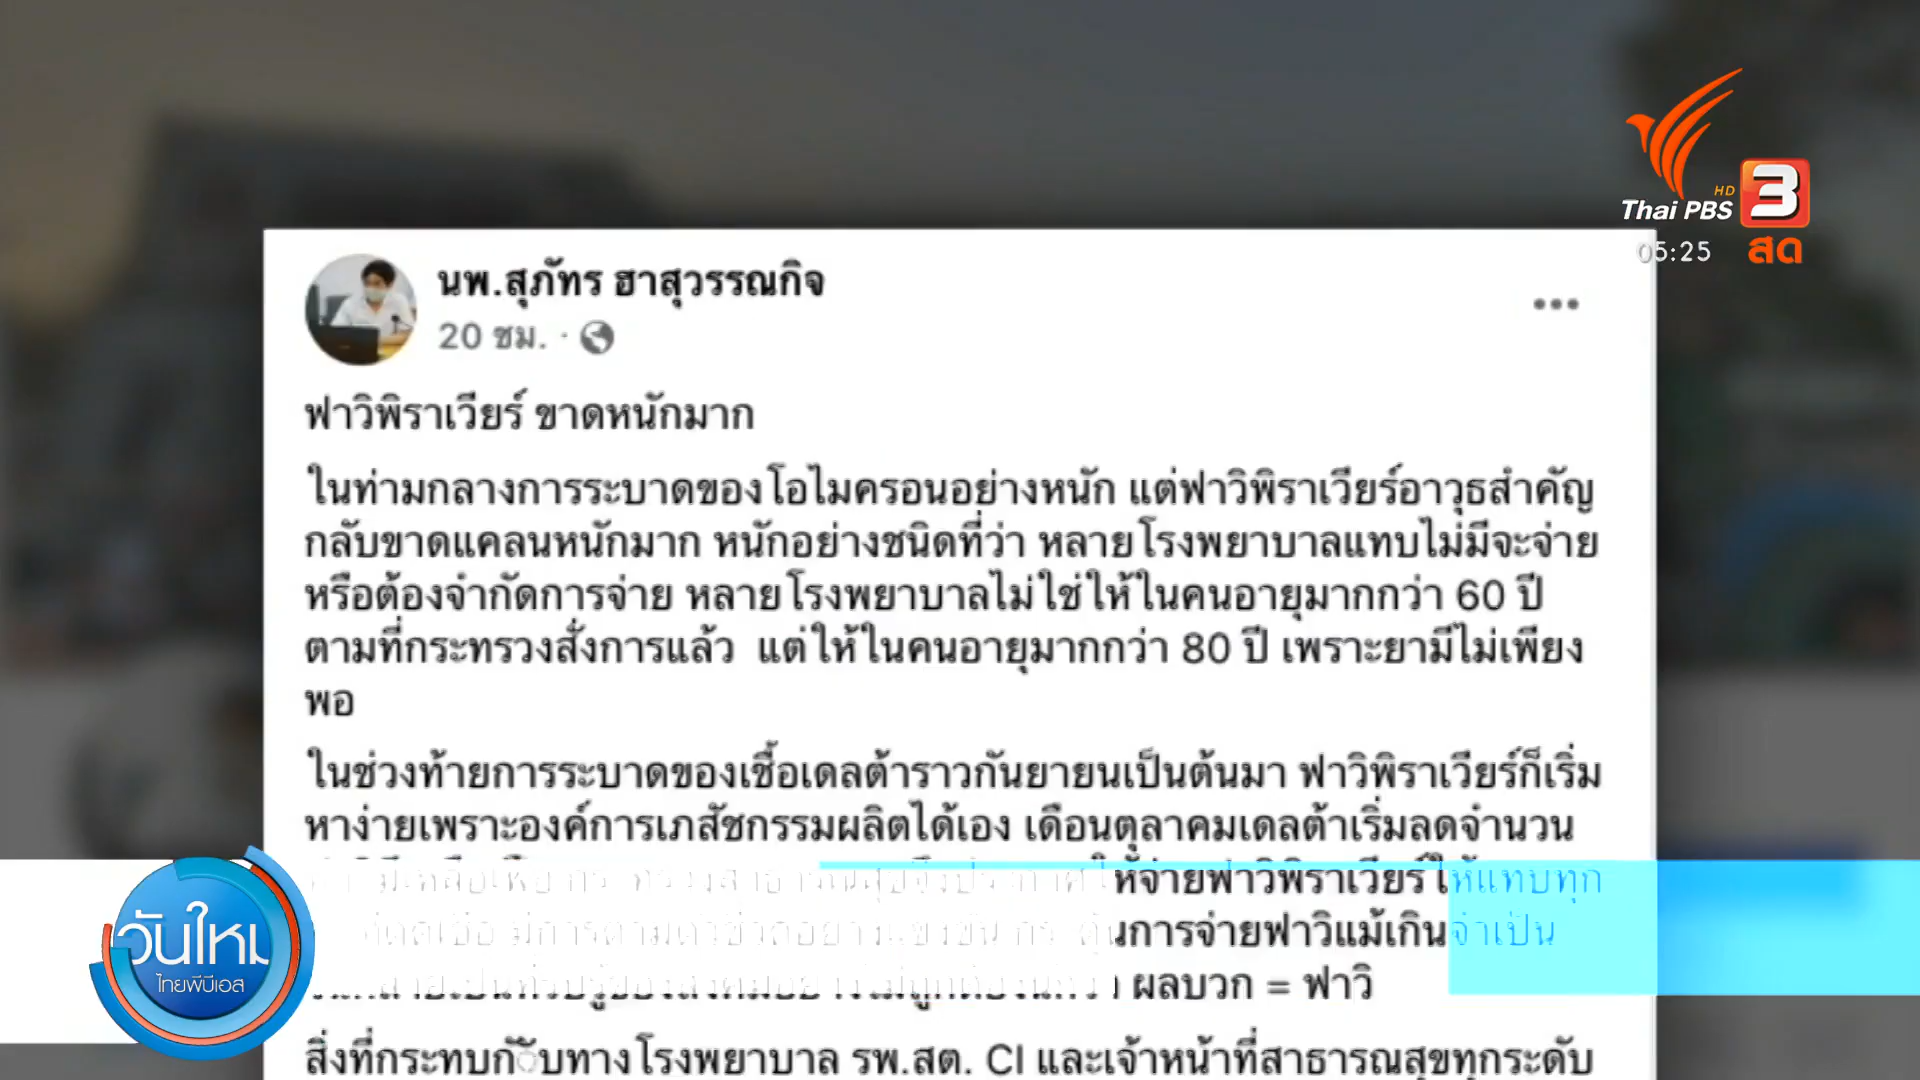 HD
Thai PBS 3
05:25 สด
นพ.สุภัทร ฮาสุวรรณกิจ
20 ชม. ·
ฟาวิพิราเวียร์ ขาดหนักมาก
ในท่ามกลางการระบาดของโอไมครอนอย่างหนัก แต่ฟาวิพิราเวียร์อาวุธสำคัญ
กลับขาดแคลนหนักมาก หนักอย่างชนิดที่ว่า หลายโรงพยาบาลแทบไม่มีจะจ่าย
หรือต้องจำกัดการจ่าย หลายโรงพยาบาลไม่ใช่ให้ในคนอายุมากกว่า 60 ปี
ตามที่กระทรวงสั่งการแล้ว แต่ให้ในคนอายุมากกว่า 80 ปี เพราะยามีไม่เพียง
พอ
ในช่วงท้ายการระบาดของเชื้อเดลต้าราวกันยายนเป็นต้นมา ฟาวิพิราเวียร์ก็เริ่ม
หาง่ายเพราะองค์การเภสัชกรรมผลิตได้เอง เดือนตุลาคมเดลต้าเริ่มลดจำนวน
ให้จ่ายฟาวิพิราเวียร์ให้แทบทุก
การจ่ายฟาวิแม้เกินจำเป็น
ผลบวก = ฟาวิ
สิ่งที่กระทบกับทางโรงพยาบาล รพ.สต. CI และเจ้าหน้าที่สาธารณสุขทุกระดับ
วันใหม่
ไทยพีบีเอส